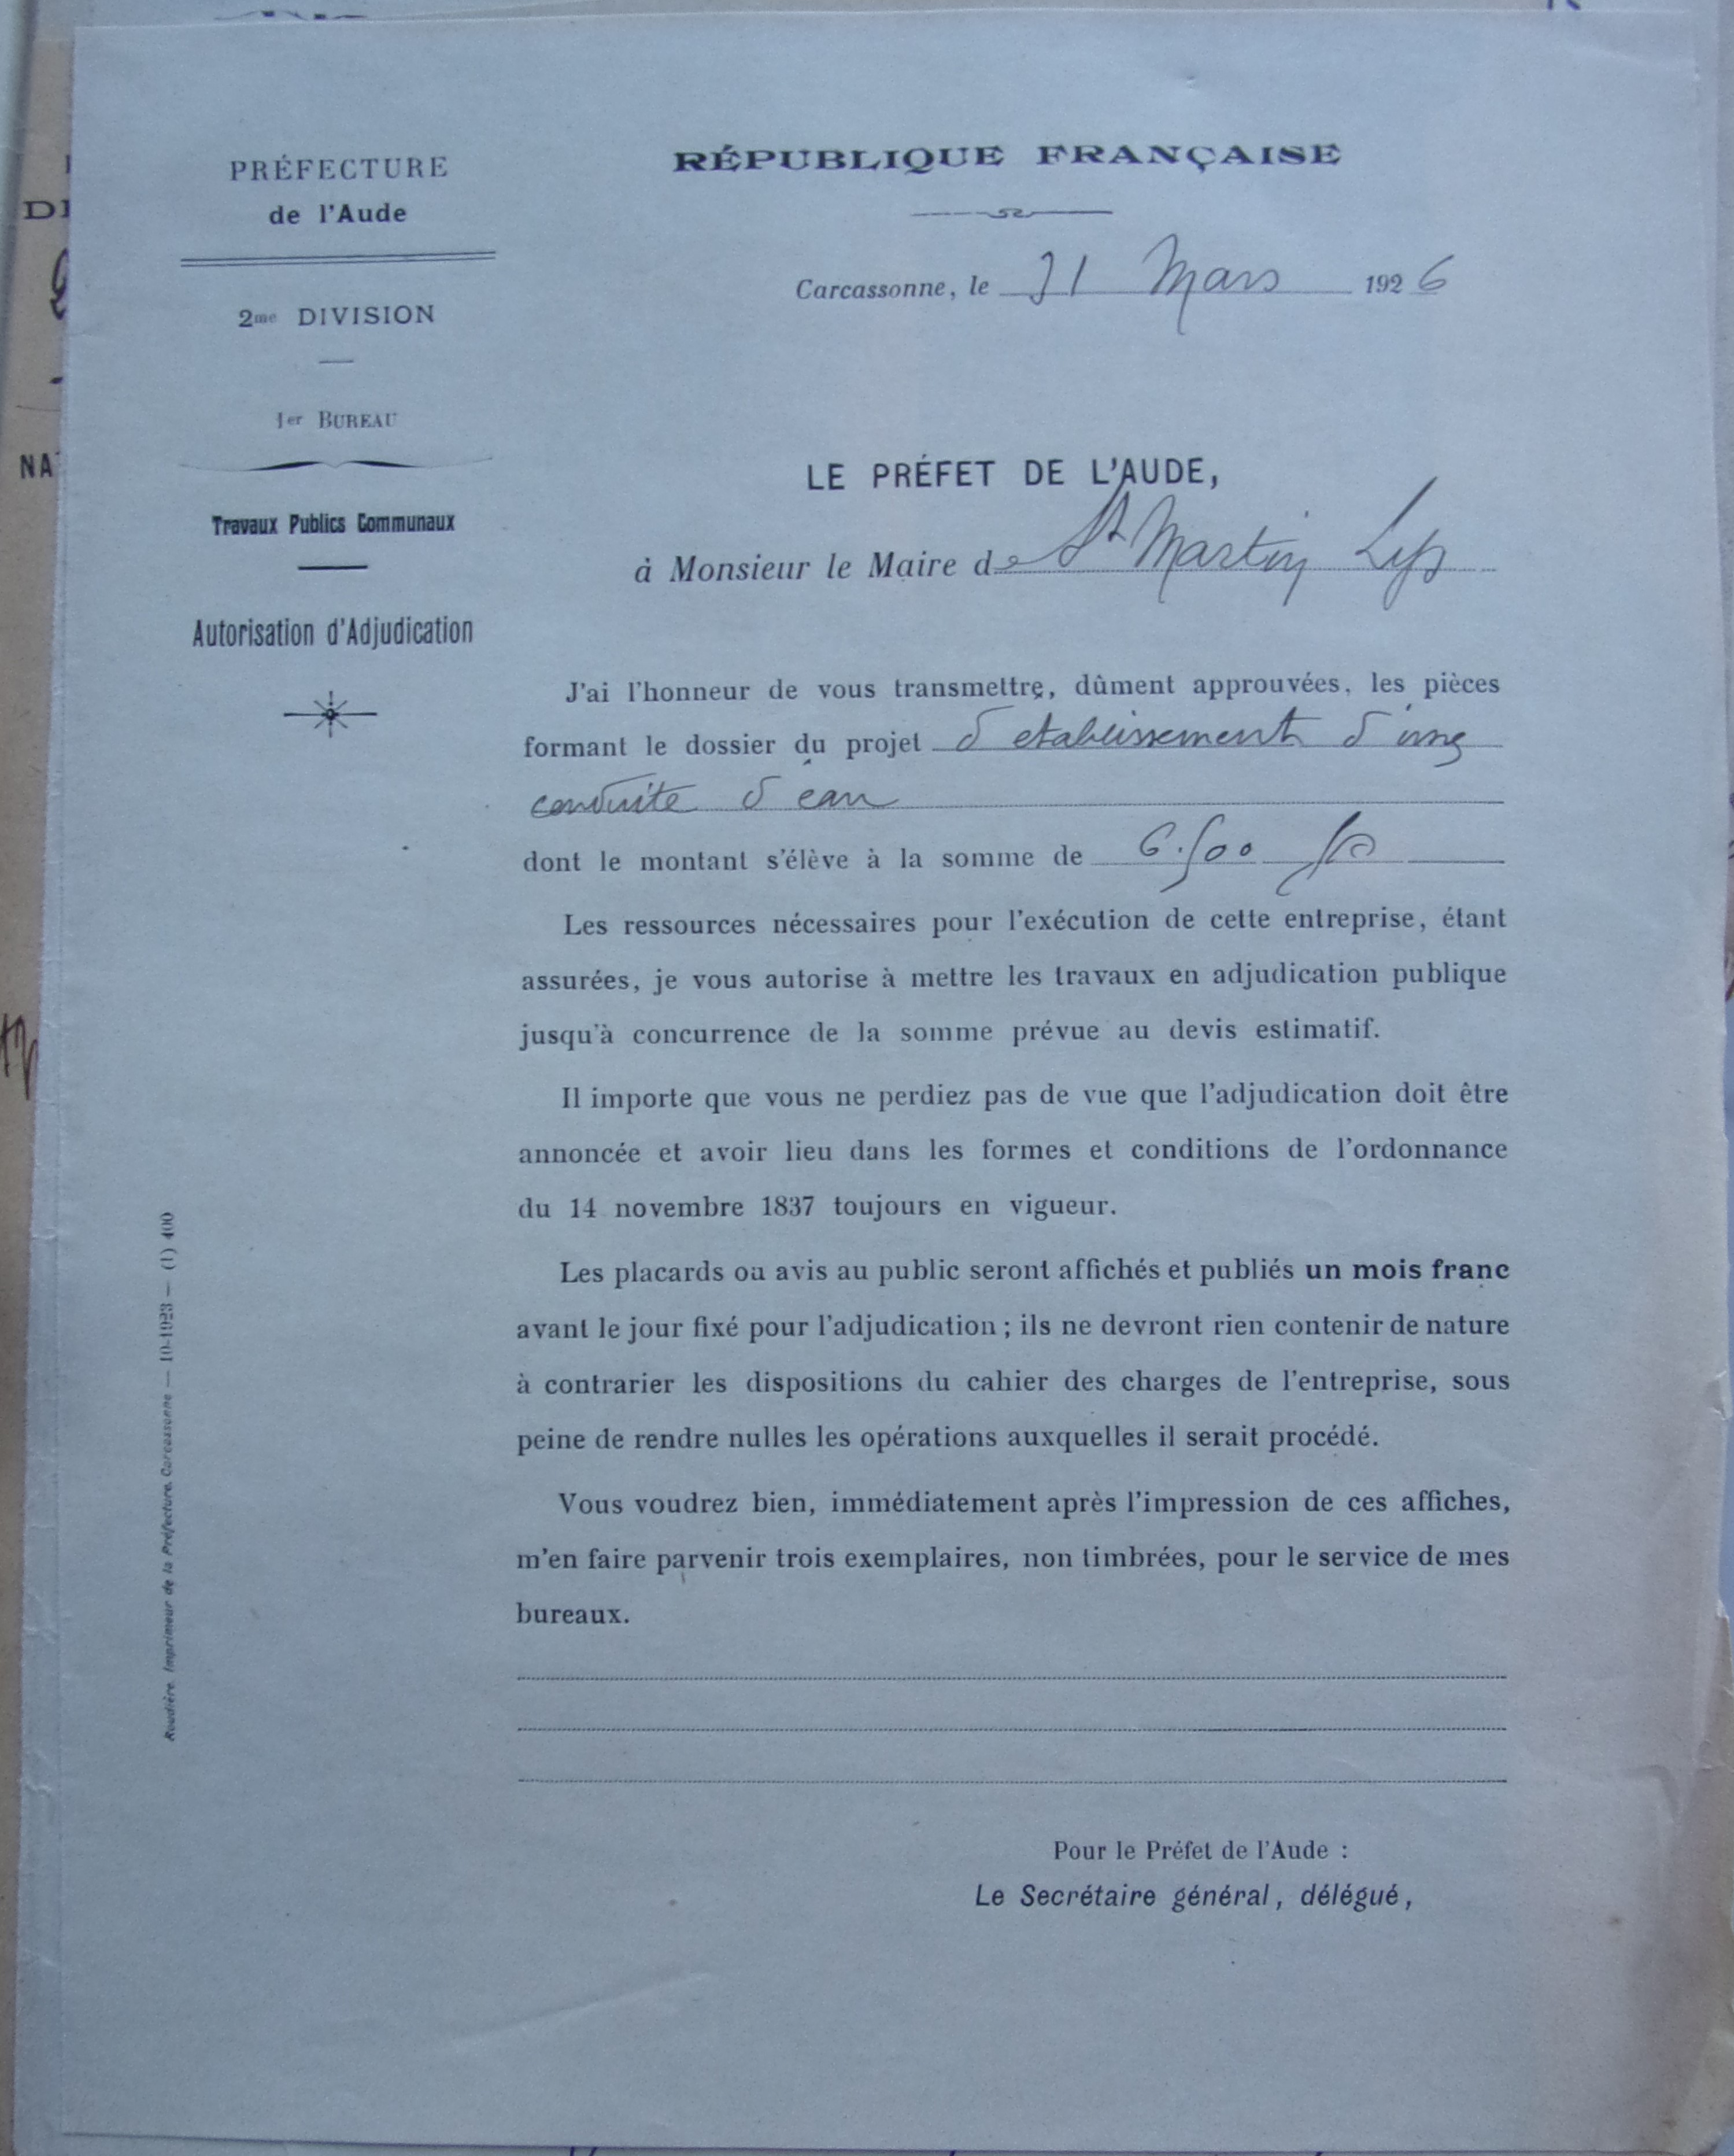 PRÉFECTURE
de l'Aude
2me DIVISION
1er BUREAU
Travaux Publics Communaux
Autorisation d'Adjudication
RÉPUBLIQUE FRANÇAISE
Carcassonne, le 31 Mars 1926
LE PRÉFET DE L'AUDE,
à Monsieur le Maire de St Martin Lys
J'ai l'honneur de vous transmettre, dûment approuvées, les pièces
formant le dossier du projet d'etablissement d'une
conduite d'eau
dont le montant s'élève à la somme de 6.500
Les ressources nécessaires pour l'exécution de cette entreprise, étant
assurées, je vous autorise à mettre les travaux en adjudication publique
jusqu'à concurrence de la somme prévue au devis estimatif.
Il importe que vous ne perdiez pas de vue que l'adjudication doit être
annoncée et avoir lieu dans les formes et conditions de l'ordonnance
du 14 novembre 1837 toujours en vigueur.
Les placards ou avis au public seront affichés et publiés un mois franc
avant le jour fixé pour l'adjudication ; ils ne devront rien contenir de nature
à contrarier les dispositions du cahier des charges de l'entreprise, sous
peine de rendre nulles les opérations auxquelles il serait procédé.
Vous voudrez bien, immédiatement après l'impression de ces affiches,
m'en faire parvenir trois exemplaires, non timbrées, pour le service de mes
bureaux.
Pour le Préfet de l'Aude :
Le Secrétaire général, délégué,
Roudière Imprimeur de la Préfecture. Carcassonne — 10-1923 — (1) 400
NA